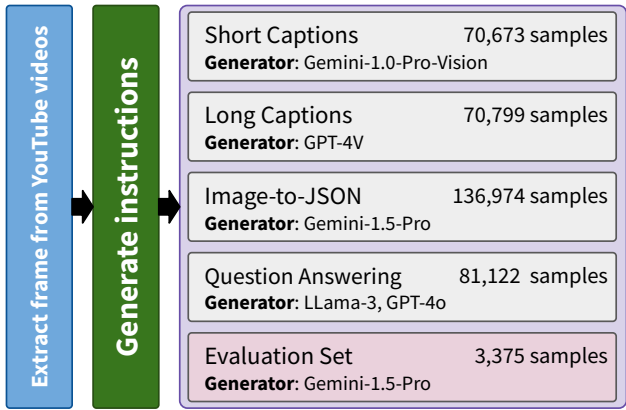 Extract frame from YouTube videos
Generate instructions
Short Captions 70,673 samples
Generator: Gemini-1.0-Pro-Vision
Long Captions 70,799 samples
Generator: GPT-4V
Image-to-JSON 136,974 samples
Generator: Gemini-1.5-Pro
Question Answering 81,122 samples
Generator: LLama-3, GPT-4o
Evaluation Set 3,375 samples
Generator: Gemini-1.5-Pro